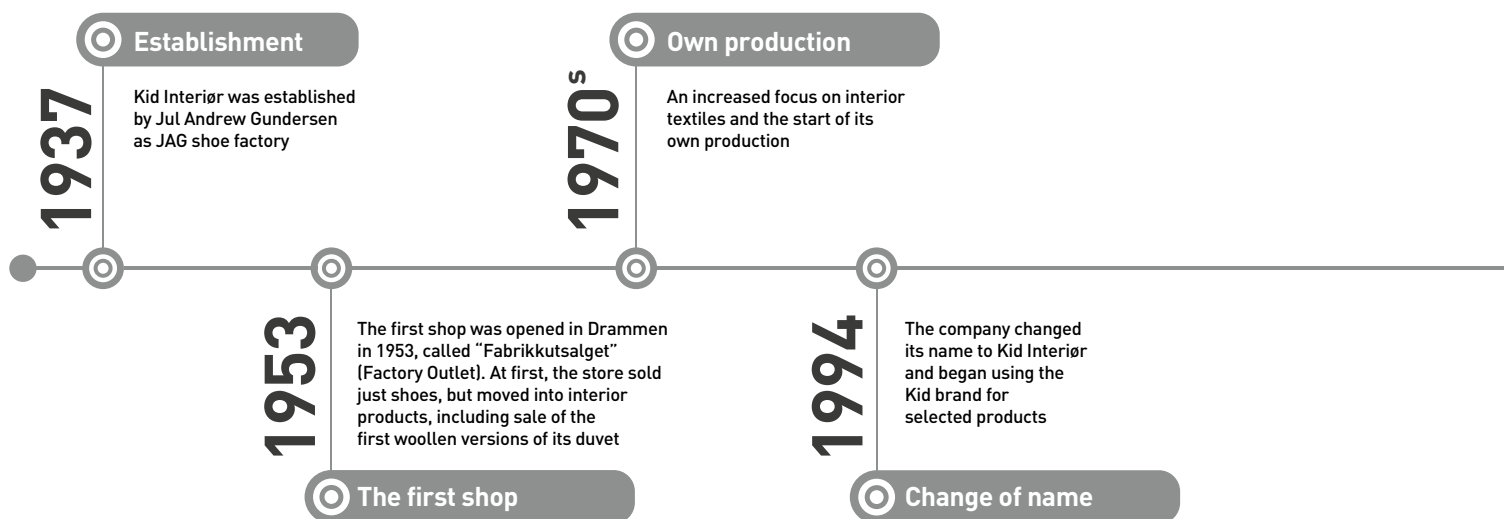 Establishment
1937
Kid Interiør was established
by Jul Andrew Gundersen
as JAG shoe factory
1953
The first shop was opened in Drammen
in 1953, called “Fabrikkutsalget”
(Factory Outlet). At first, the store sold
just shoes, but moved into interior
products, including sale of the
first woollen versions of its duvet
The first shop
Own production
1970s
An increased focus on interior
textiles and the start of its
own production
1994
The company changed
its name to Kid Interiør
and began using the
Kid brand for
selected products
Change of name